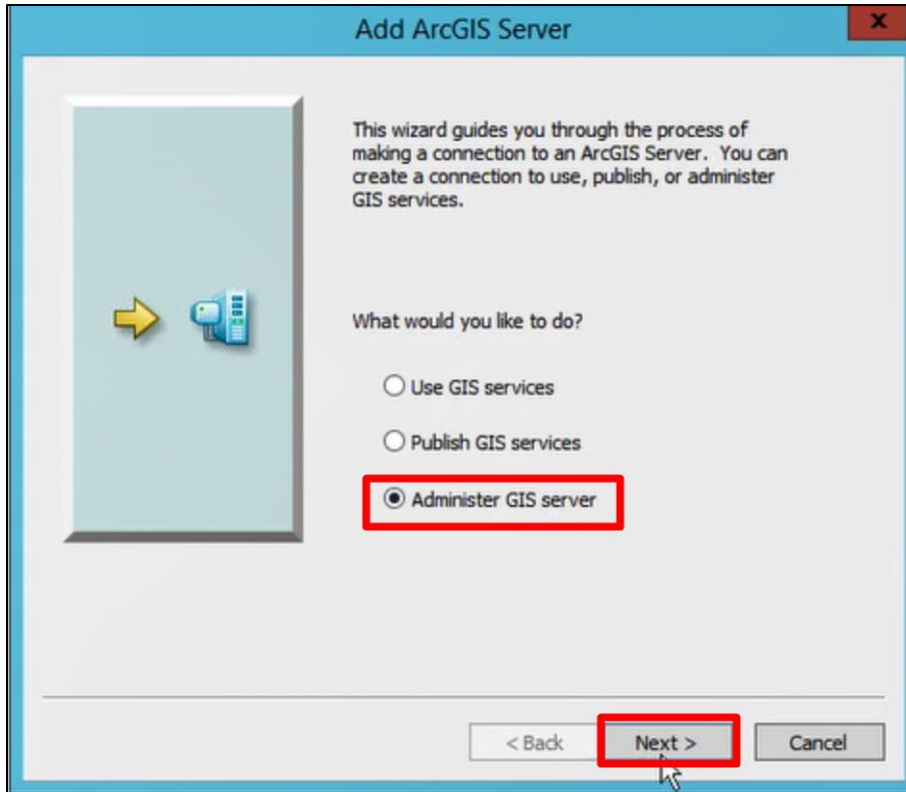 Add ArcGIS Server
x
This wizard guides you through the process of
making a connection to an ArcGIS Server. You can
create a connection to use, publish, or administer
GIS services.
What would you like to do?
Use GIS services
Publish GIS services
Administer GIS server
< Back Next > Cancel